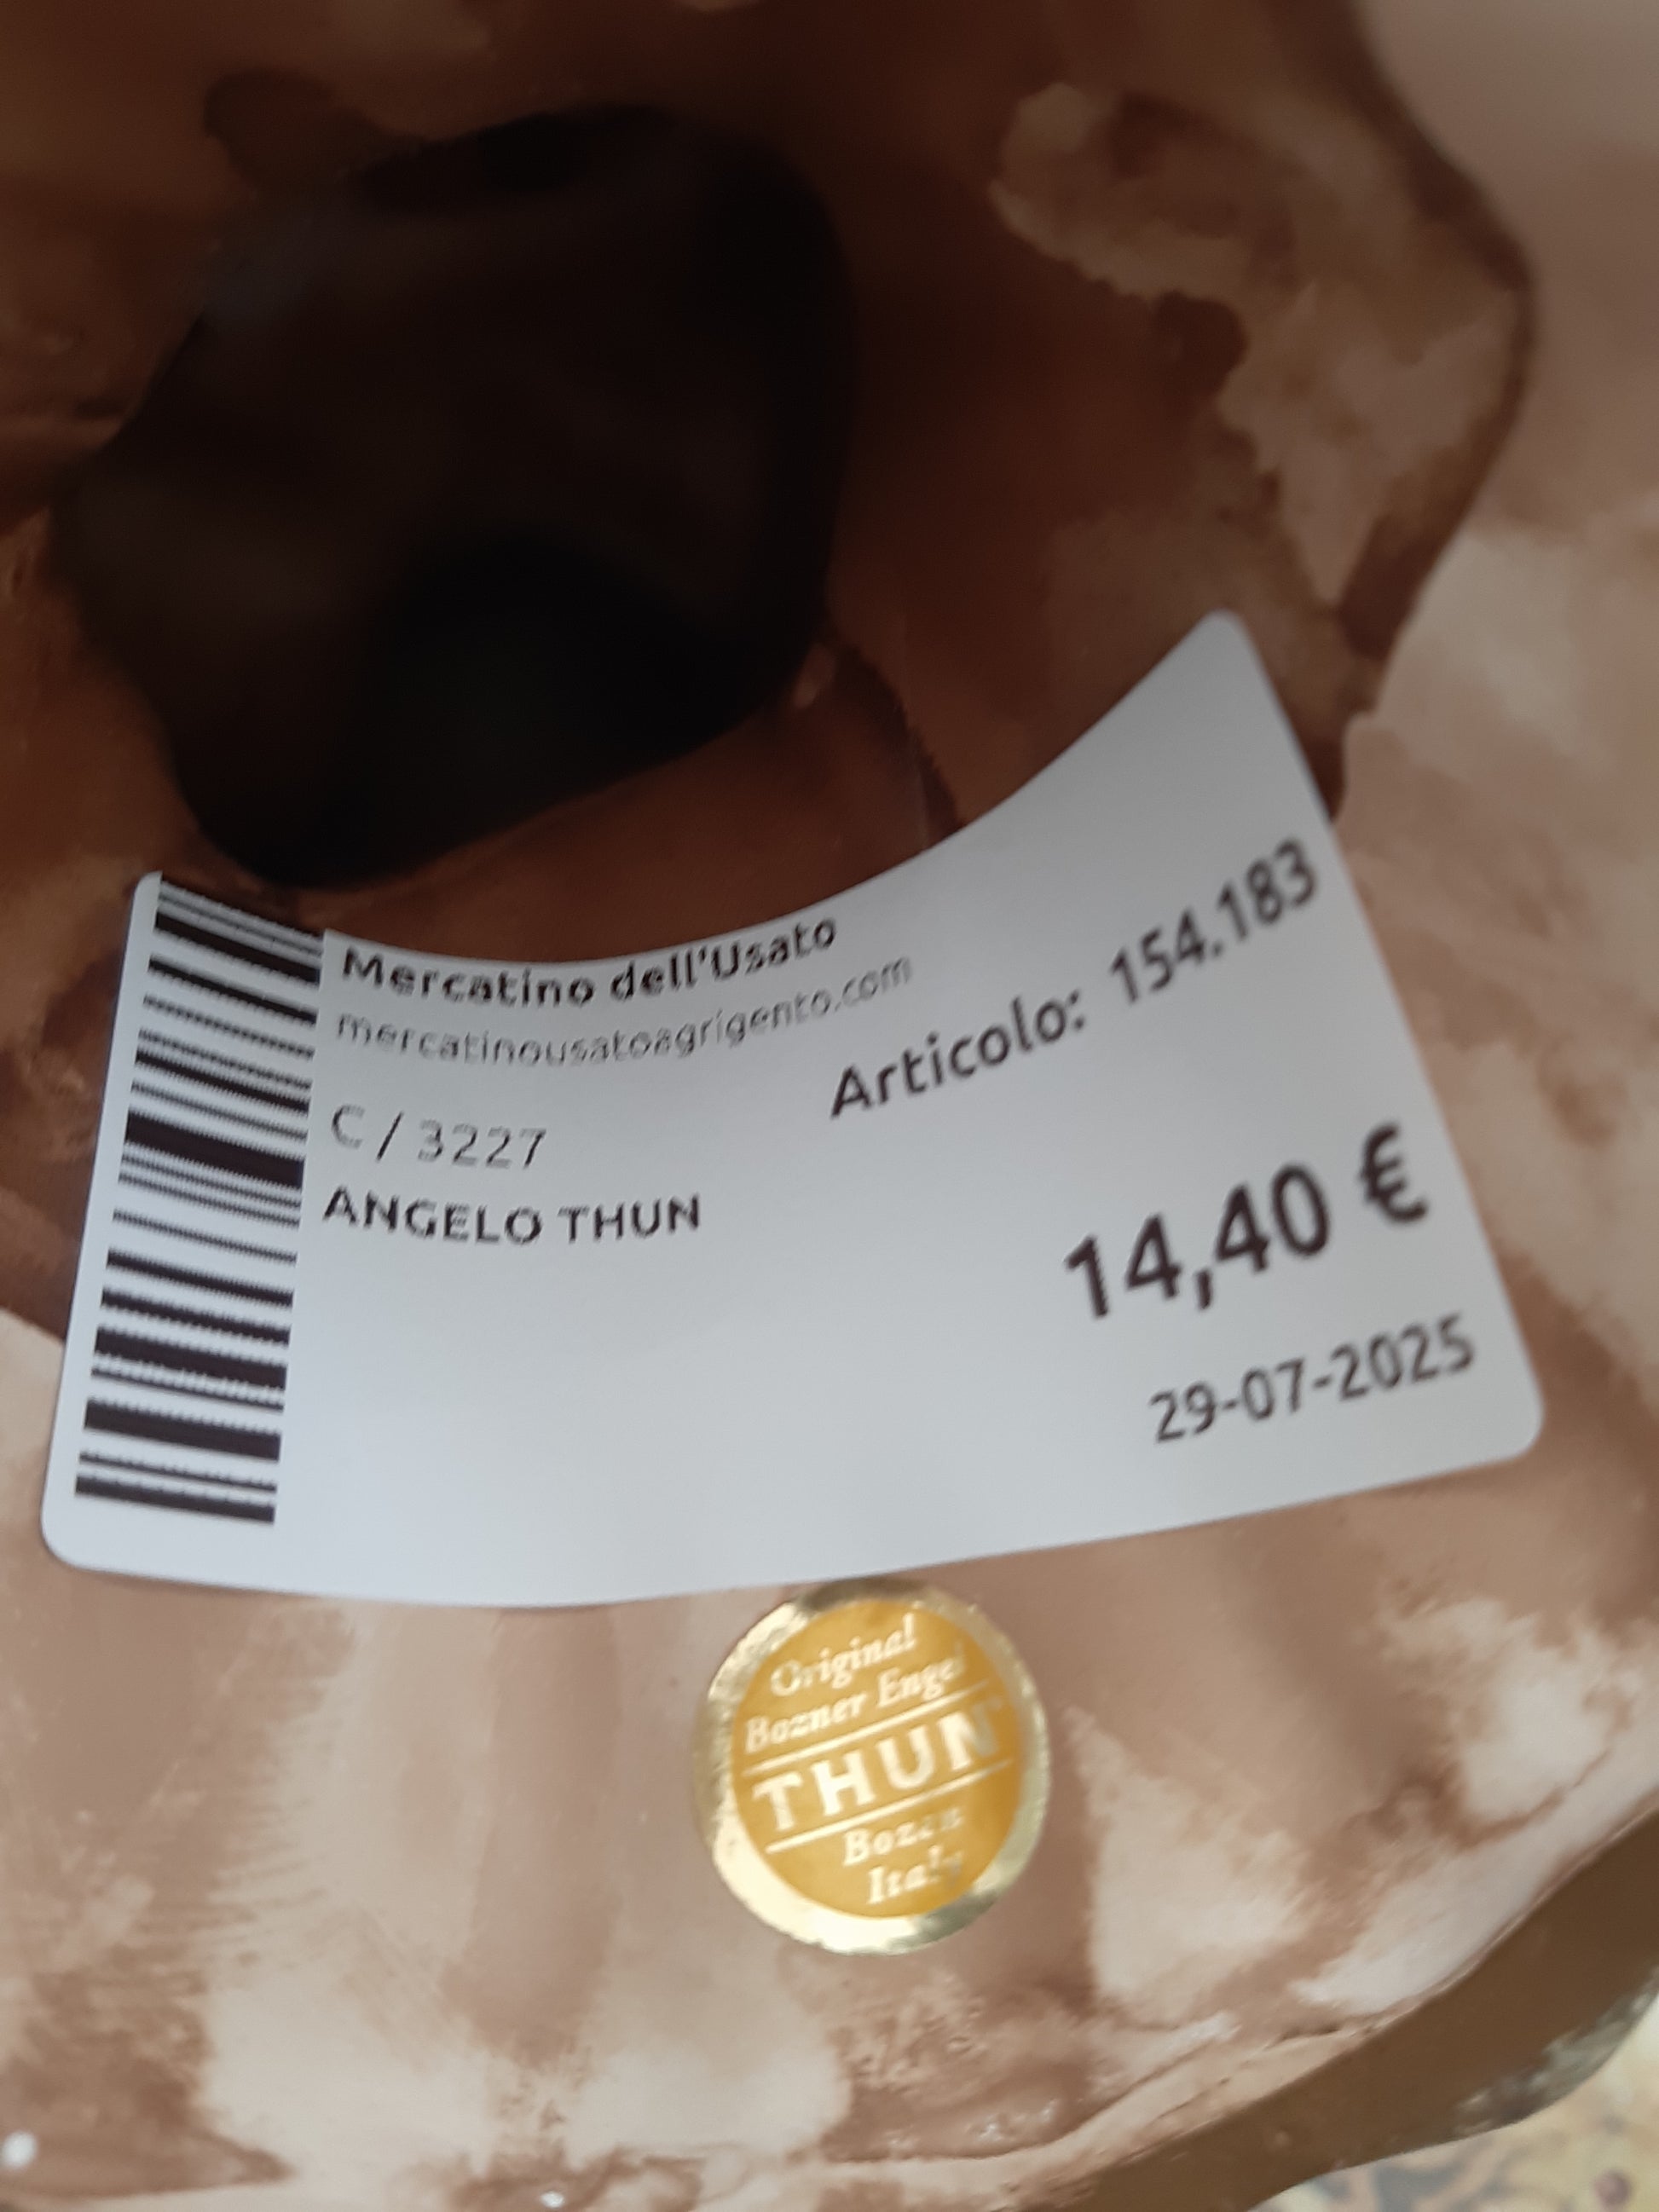 Mercatino dell'Usato
mercatinousatoagrigento.com
Articolo: 154.183
C / 3227
ANGELO THUN
14,40 €
29-07-2025
Original
Bozner Engel
THUN
Bozen
Italy